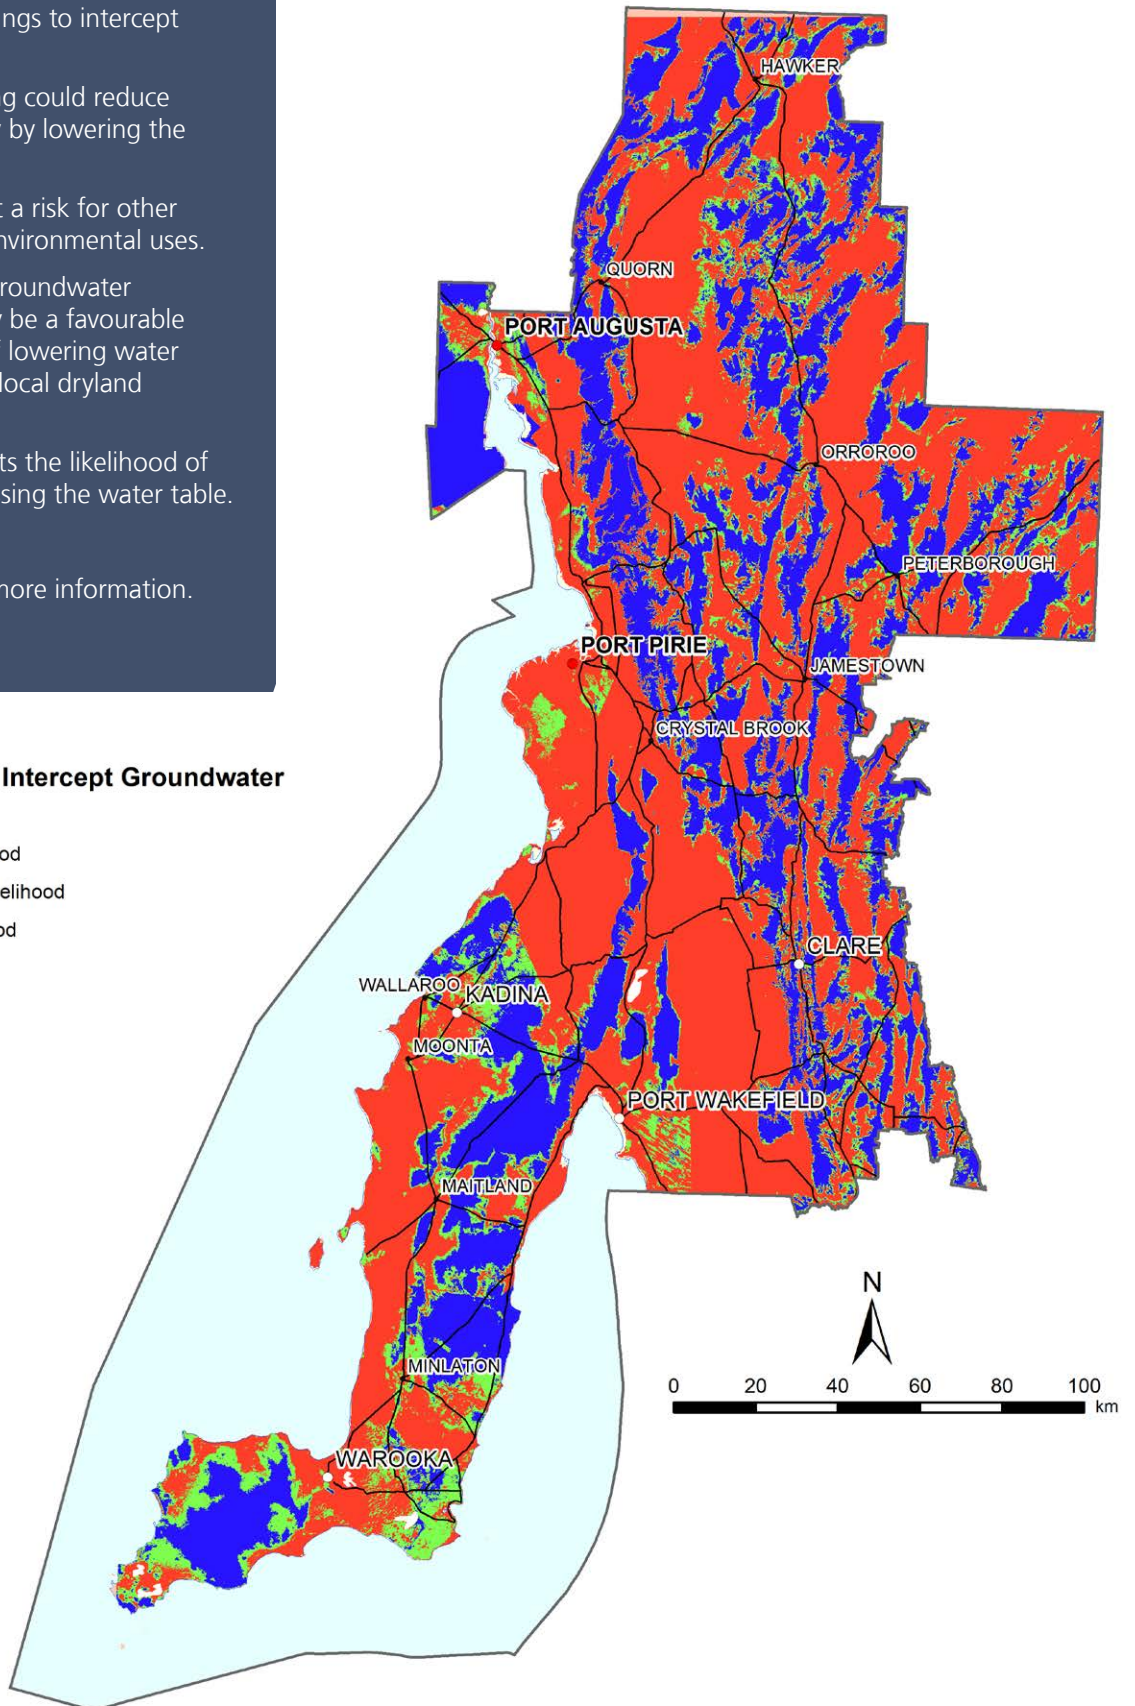 ings to intercept
ng could reduce
y by lowering the
t a risk for other
nvironmental uses.
roundwater
y be a favourable
f lowering water
local dryland
ts the likelihood of
sing the water table.
more information.
Intercept Groundwater
od
elihood
od
HAWKER
QUORN
PORT AUGUSTA
ORROROO
PETERBOROUGH
PORT PIRIE
JAMESTOWN
CRYSTAL BROOK
CLARE
WALLAROO
KADINA
MOONTA
PORT WAKEFIELD
MAITLAND
MINLATON
WAROOKA
N
0 20 40 60 80 100
km